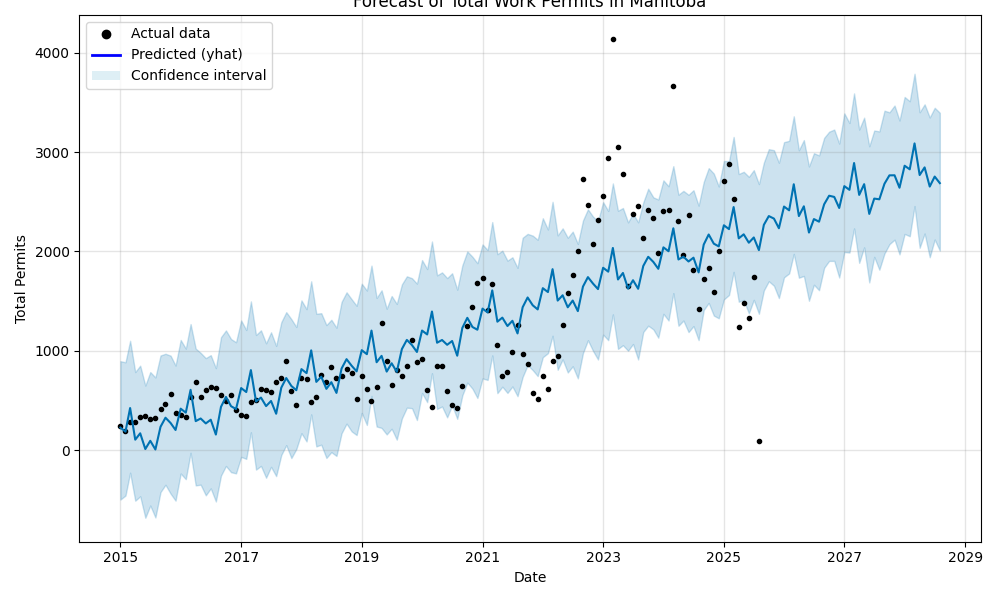 Forecast of Total Work Permits in Manitoba
Actual data
Predicted (yhat)
Confidence interval
4000
3000
2000
1000
0
Total Permits
2015
2017
2019
2021
2023
2025
2027
2029
Date